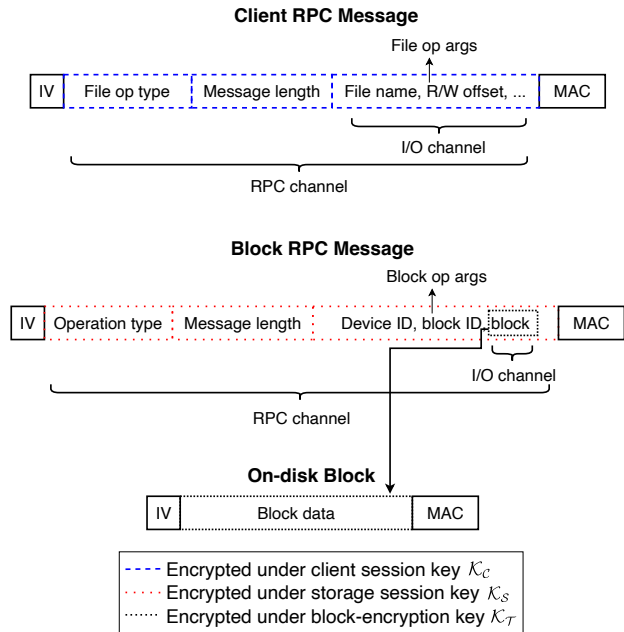 Client RPC Message
File op args
IV File op type Message length File name, R/W offset, ... MAC
I/O channel
RPC channel
Block RPC Message
Block op args
IV Operation type Message length Device ID, block ID, block MAC
I/O channel
RPC channel
On-disk Block
IV Block data MAC
Encrypted under client session key 𝒦_𝒞
Encrypted under storage session key 𝒦_𝒮
Encrypted under block-encryption key 𝒦_𝒯